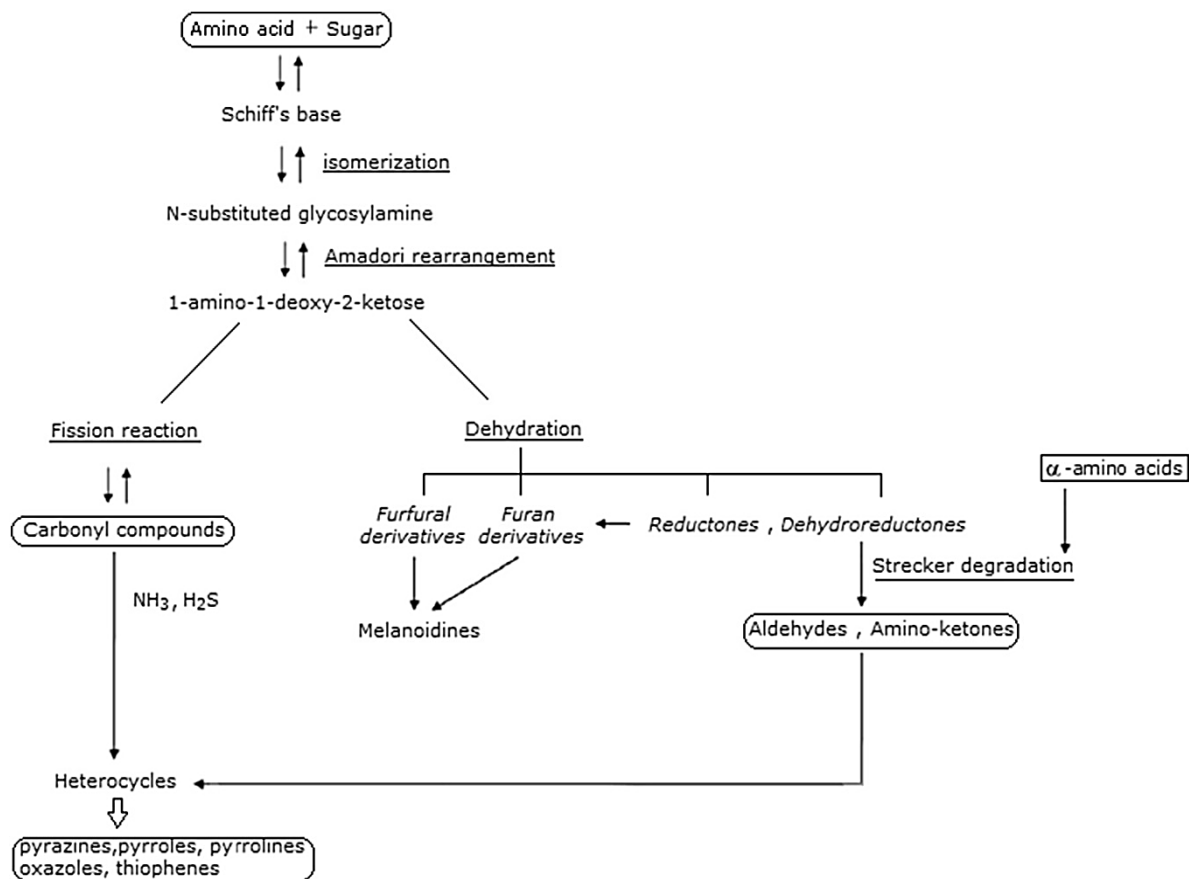 Amino acid + Sugar
Schiff's base
isomerization
N-substituted glycosylamine
Amadori rearrangement
1-amino-1-deoxy-2-ketose
Fission reaction
Dehydration
α-amino acids
Carbonyl compounds
Furfural
derivatives
Furan
derivatives
Reductones , Dehydroreductones
Strecker degradation
NH3, H2S
Melanoidines
Aldehydes , Amino-ketones
Heterocycles
pyrazines,pyrroles, pyrrolines
oxazoles, thiophenes